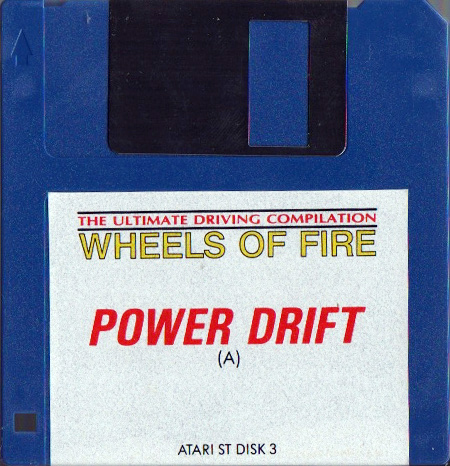 THE ULTIMATE DRIVING COMPILATION
WHEELS OF FIRE
POWER DRIFT
(A)
ATARI ST DISK 3